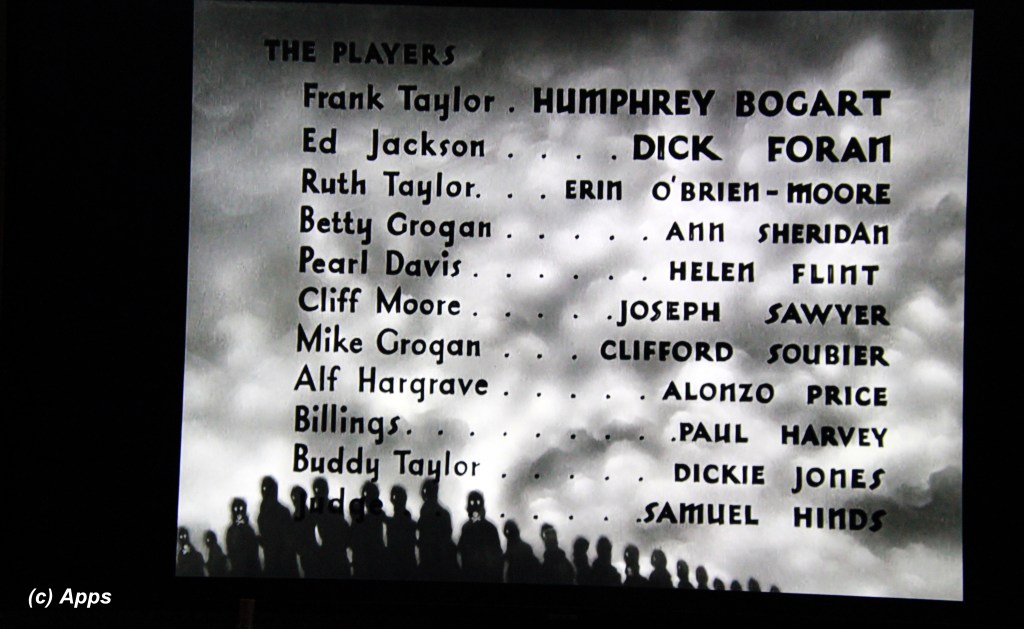 THE PLAYERS
Frank Taylor . HUMPHREY BOGART
Ed Jackson . . . . DICK FORAN
Ruth Taylor. . . ERIN O'BRIEN-MOORE
Betty Grogan . . . . . ANN SHERIDAN
Pearl Davis . . . . . . HELEN FLINT
Cliff Moore . . . . .JOSEPH SAWYER
Mike Grogan . . . CLIFFORD SOUBIER
Alf Hargrave . . . . . ALONZO PRICE
Billings. . . . . . . .PAUL HARVEY
Buddy Taylor . . . . . DICKIE JONES
Judge . . . . .SAMUEL HINDS
(c) Apps